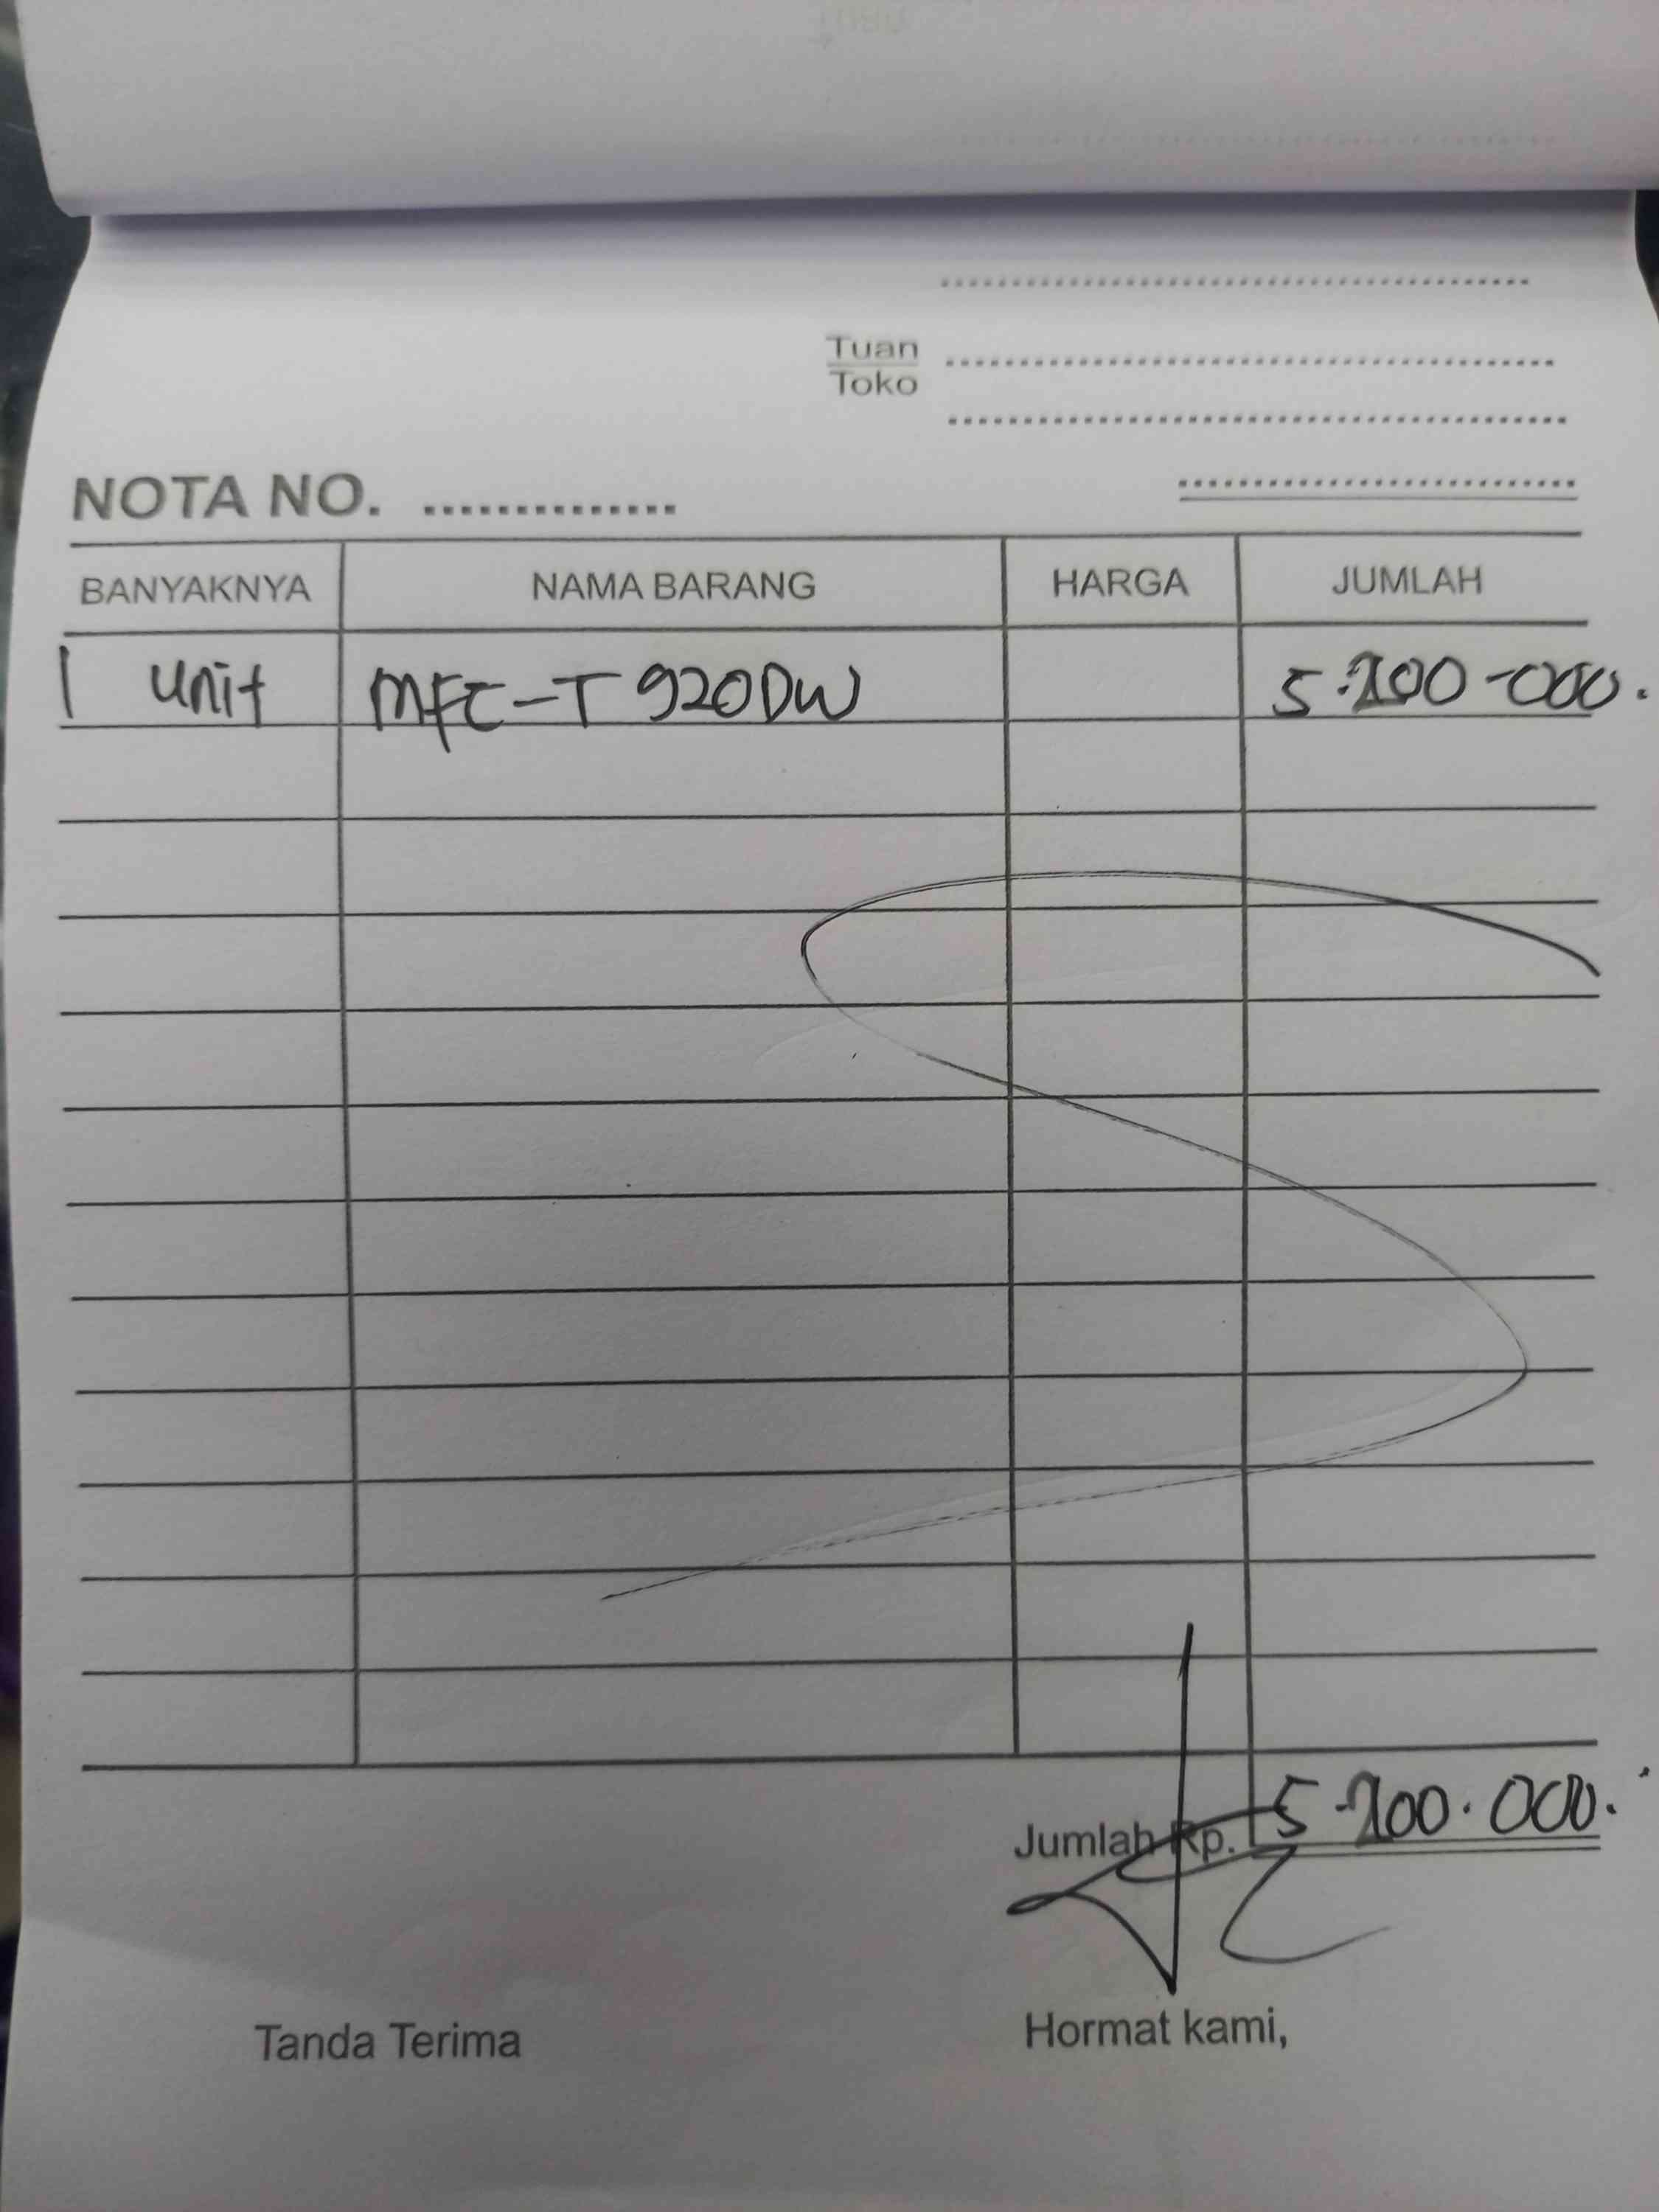 Tuan
Toko
NOTA NO. ..............
BANYAKNYA NAMA BARANG HARGA JUMLAH
1 unit MFC-T920DW 5.200-000.
Jumlah Rp. 5.200.000.
Tanda Terima Hormat kami,